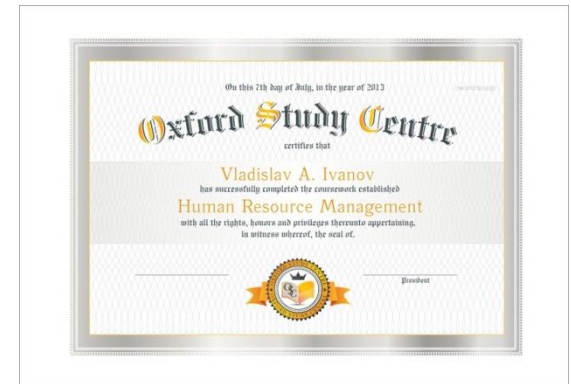 On this 7th day of July, in the year of 2013
Oxford Study Centre
certifies that
Vladislav A. Ivanov
has successfully completed the coursework established
Human Resource Management
with all the rights, honors and privileges thereunto appertaining,
in witness whereof, the seal of.
President